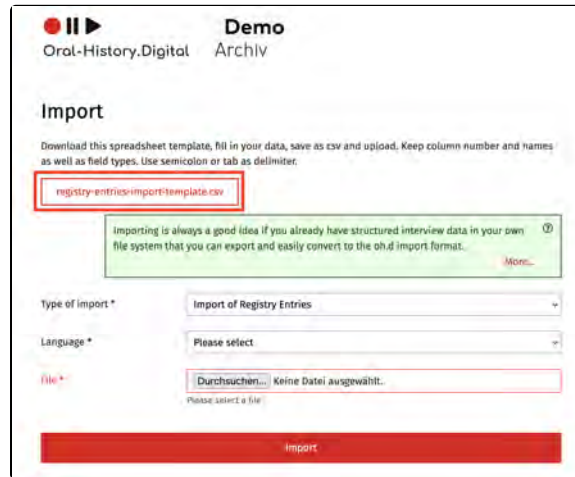 Demo
Oral-History.Digital Archiv
Import
Download this spreadsheet template, fill in your data, save as csv and upload. Keep column number and names
as well as field types. Use semicolon or tab as delimiter.
registry-entries-import-template.csv
Importing is always a good idea if you already have structured interview data in your own
file system that you can export and easily convert to the oh.d import format.
More...
Type of import * Import of Registry Entries
Language * Please select
File * Durchsuchen... Keine Datei ausgewählt.
Please select a file
Import